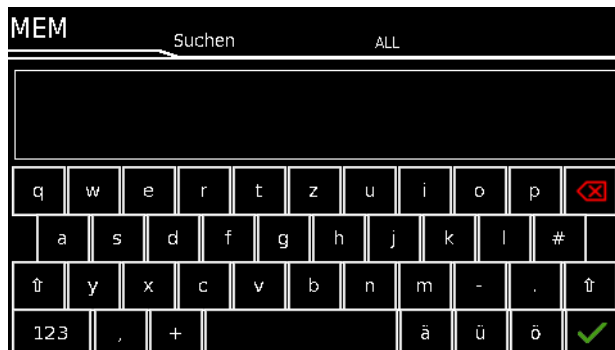 MEM
Suchen ALL
q w e r t z u i o p
a s d f g h j k l #
⇧ y x c v b n m - . ⇧
123 , + ä ü ö